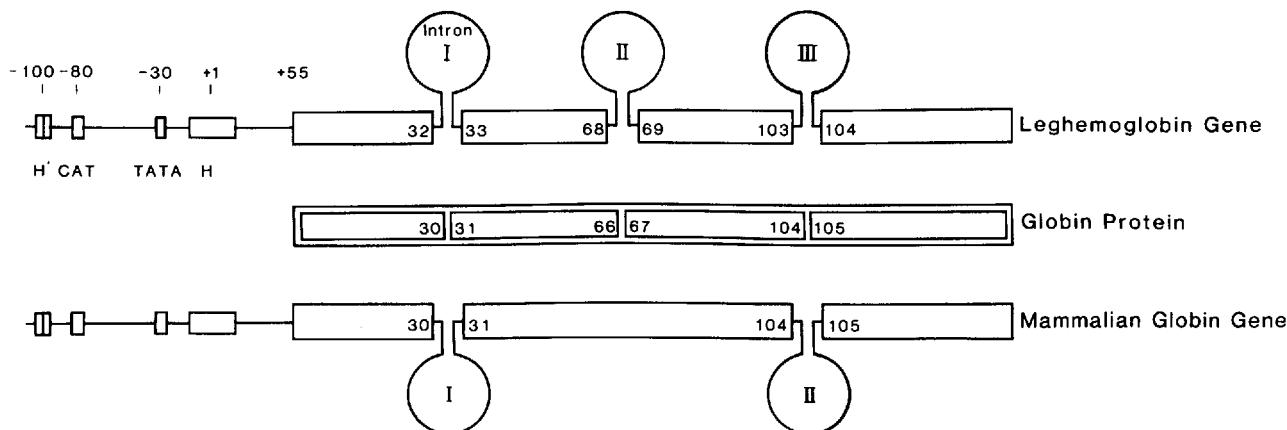 Intron
I II III
-100 -80 -30 +1 +55
32 33 68 69 103 104 Leghemoglobin Gene
H' CAT TATA H
30 31 66 67 104 105 Globin Protein
30 31 104 105 Mammalian Globin Gene
I II